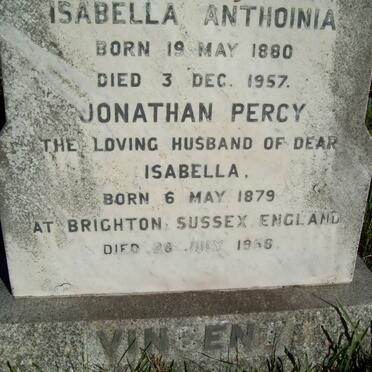 ISABELLA ANTHOINIA
BORN 19 MAY 1880
DIED 3 DEC. 1957.
JONATHAN PERCY
THE LOVING HUSBAND OF DEAR
ISABELLA.
BORN 6 MAY 1879
AT BRIGHTON SUSSEX ENGLAND
DIED JULY